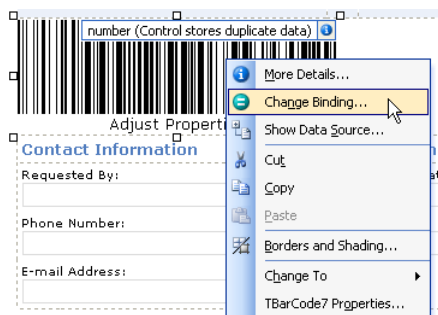 number (Control stores duplicate data)
More Details...
Change Binding...
Adjust Properti
Show Data Source...
Contact Information
Cut
Requested By:
Copy
Paste
Phone Number:
Borders and Shading...
E-mail Address:
Change To
TBarCode7 Properties...